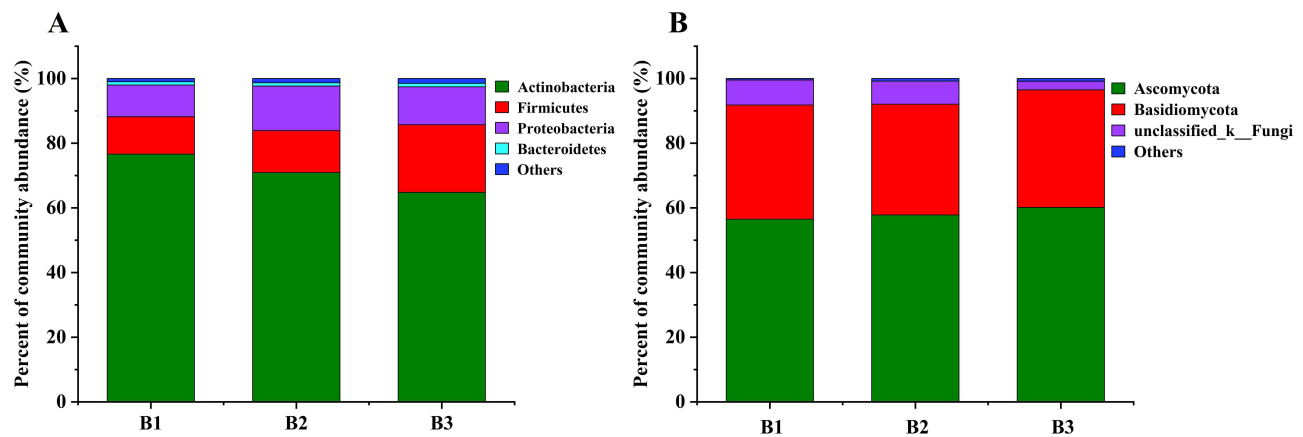 A
Percent of community abundance (%)
100
80
60
40
20
0
B1 B2 B3
Actinobacteria
Firmicutes
Proteobacteria
Bacteroidetes
Others
B
Percent of community abundance (%)
100
80
60
40
20
0
B1 B2 B3
Ascomycota
Basidiomycota
unclassified_k__Fungi
Others